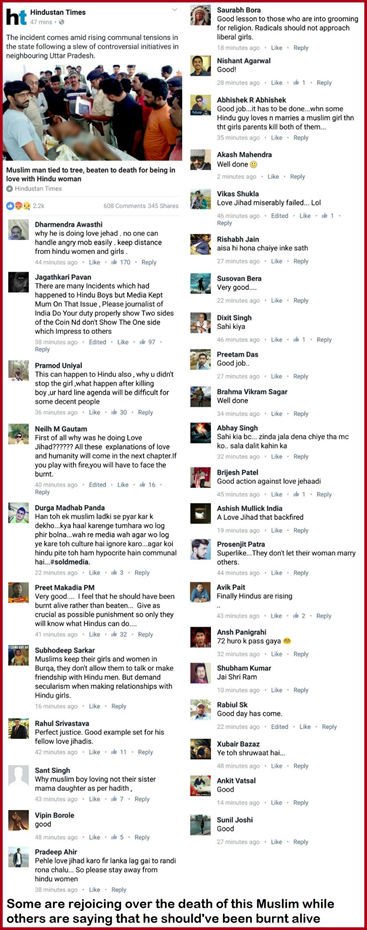 ht Hindustan Times
47 mins
The incident comes amid rising communal tensions in
the state following a slew of controversial initiatives in
neighbouring Uttar Pradesh.
Muslim man tied to tree, beaten to death for being in
love with Hindu woman
Hindustan Times
2.2k 608 Comments 345 Shares
Dharmendra Awasthi
why he is doing love jehad . no one can
handle angry mob easily . keep distance
from hindu women and girls .
44 minutes ago · Like · 170 · Reply
Jagathkari Pavan
There are many Incidents which had
happened to Hindu Boys but Media Kept
Mum On That Issue , Please journalist of
India Do Your duty properly show Two sides
of the Coin Nd don't Show The One side
which Impress to others
38 minutes ago · Edited · Like · 97 ·
Reply
Pramod Uniyal
This can happen to Hindu also , why u didn't
stop the girl ,what happen after killing
boy ,ur hard line agenda will be difficult for
some decent people
36 minutes ago · Like · 30 · Reply
Neilh M Gautam
First of all why was he doing Love
Jihad?????? All these explanations of love
and humanity will come in the next chapter.If
you play with fire,you will have to face the
burnt.
40 minutes ago · Edited · Like · 16 ·
Reply
Durga Madhab Panda
Han toh ek muslim ladki se pyar kar k
dekho...kya haal karenge tumhara wo log
phir bolna...wah re media wah agar wo log
ye kare toh culture hai ignore karo...agar koi
hindu pite toh ham hypocrite hain communal
hai...#soldmedia.
22 minutes ago · Like · 3 · Reply
Preet Makadia PM
Very good.... I feel that he should have been
burnt alive rather than beaten... Give as
crucial as possible punishment so only they
will know what Hindus can do....
41 minutes ago · Like · 32 · Reply
Subhodeep Sarkar
Muslims keep their girls and women in
Burqa, they don't allow them to talk or make
friendship with Hindu men. But demand
secularism when making relationships with
Hindu girls.
16 minutes ago · Like · Reply
Rahul Srivastava
Perfect justice. Good example set for his
fellow love jihadis.
42 minutes ago · Like · 11 · Reply
Sant Singh
Why muslim boy loving not their sister
mama daughter as per hadith ,
43 minutes ago · Like · 7 · Reply
Vipin Borole
good
48 minutes ago · Like · 5 · Reply
Pradeep Ahir
Pehle love jihad karo fir lanka lag gai to randi
rona chalu... So please stay away from
hindu women
38 minutes ago · Like · Reply
Saurabh Bora
Good lesson to those who are into grooming
for religion. Radicals should not approach
liberal girls.
18 minutes ago · Like · Reply
Nishant Agarwal
Good!
28 minutes ago · Like · 1 · Reply
Abhishek R Abhishek
Good job...it has to be done...whn some
Hindu guy loves n marries a muslim girl thn
tht girls parents kill both of them...
35 minutes ago · Like · Reply
Akash Mahendra
Well done
2 minutes ago · Like · Reply
Vikas Shukla
Love Jihad miserably failed... Lol
46 minutes ago · Edited · Like · 1 ·
Reply
Rishabh Jain
aisa hi hona chaiye inke sath
27 minutes ago · Like · Reply
Susovan Bera
Very good....
22 minutes ago · Like · Reply
Dixit Singh
Sahi kiya
46 minutes ago · Like · 1 · Reply
Preetam Das
Good job..
27 minutes ago · Like · Reply
Brahma Vikram Sagar
Well done
34 minutes ago · Like · Reply
Abhay Singh
Sahi kia bc... zinda jala dena chiye tha mc
ko.. sala dalit kahin ka
32 minutes ago · Like · Reply
Brijesh Patel
Good action against love jehaadi
45 minutes ago · Like · 1 · Reply
Ashish Mullick India
A Love Jihad that backfired
19 minutes ago · Like · Reply
Prosenjit Patra
Superlike...They don't let their woman marry
others.
44 minutes ago · Like · Reply
Avik Pait
Finally Hindus are rising
..
43 minutes ago · Like · 2 · Reply
Ansh Panigrahi
72 huro k pass gaya
32 minutes ago · Like · Reply
Shubham Kumar
Jai Shri Ram
10 minutes ago · Like · Reply
Rabiul Sk
Good day has come.
22 minutes ago · Edited · Like · Reply
Xubair Bazaz
Ye toh shruwaat hai...
48 minutes ago · Like · Reply
Ankit Vatsal
Good
14 minutes ago · Like · Reply
Sunil Joshi
Good
27 minutes ago · Like · Reply
Some are rejoicing over the death of this Muslim while
others are saying that he should've been burnt alive